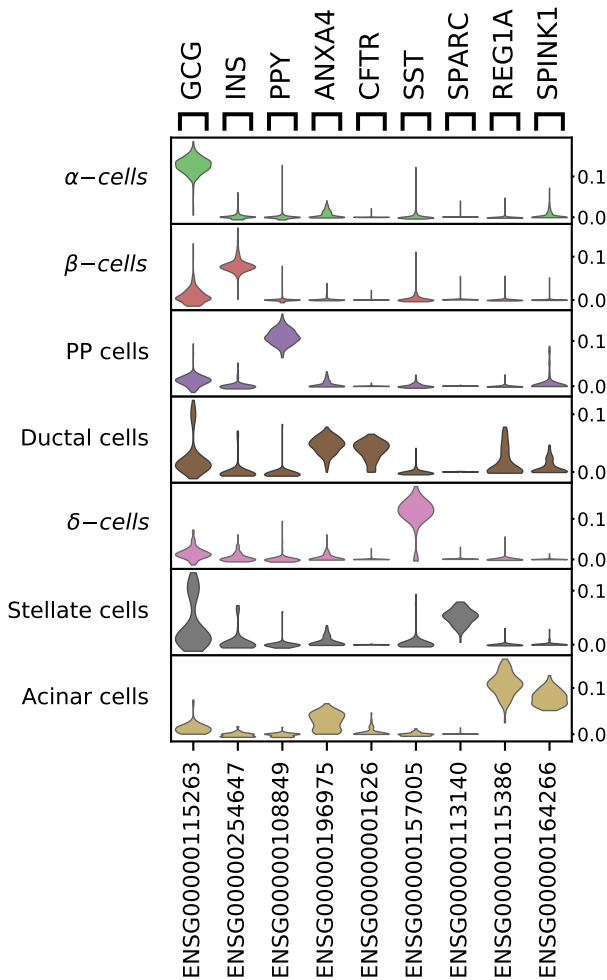 GCG
INS
PPY
ANXA4
CFTR
SST
SPARC
REG1A
SPINK1
α−cells
0.1
0.0
β−cells
0.1
0.0
PP cells
0.1
0.0
Ductal cells
0.1
0.0
δ−cells
0.1
0.0
Stellate cells
0.1
0.0
Acinar cells
0.1
0.0
ENSG00000115263
ENSG00000254647
ENSG00000108849
ENSG00000196975
ENSG00000001626
ENSG00000157005
ENSG00000113140
ENSG00000115386
ENSG00000164266